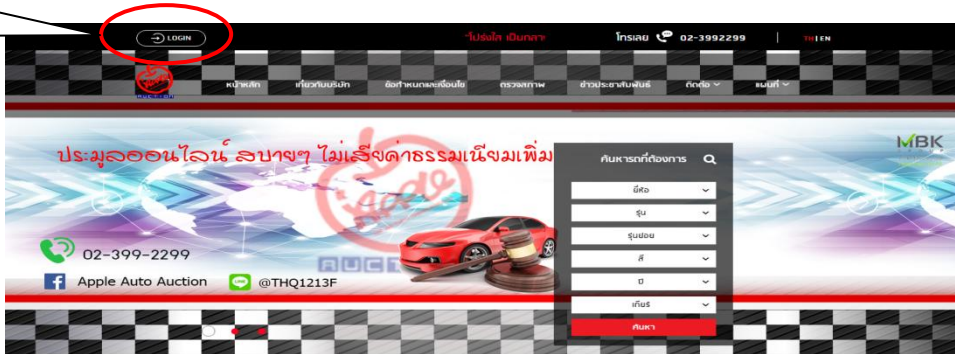 LOGIN
"โปร่งใส เป็นกลาง"
โทรเลย 02-3992299
TH | EN
หน้าหลัก เกี่ยวกับบริษัท ข้อกำหนดและเงื่อนไข ตรวจสภาพ ข่าวประชาสัมพันธ์ ติดต่อ แผนที่
ประมูลออนไลน์ สบายๆ ไม่เสียค่าธรรมเนียมเพิ่ม
MBK
ค้นหารถที่ต้องการ
ยี่ห้อ
รุ่น
รุ่นย่อย
สี
ปี
เกียร์
ค้นหา
02-399-2299
Apple Auto Auction @THQ1213F